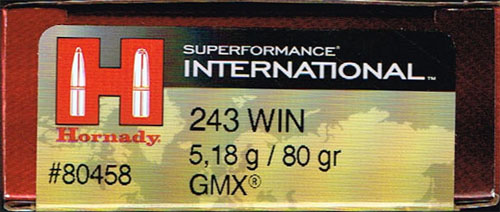 SUPERFORMANCE®
INTERNATIONAL™
Hornady®
243 WIN
5,18 g / 80 gr
GMX®
#80458